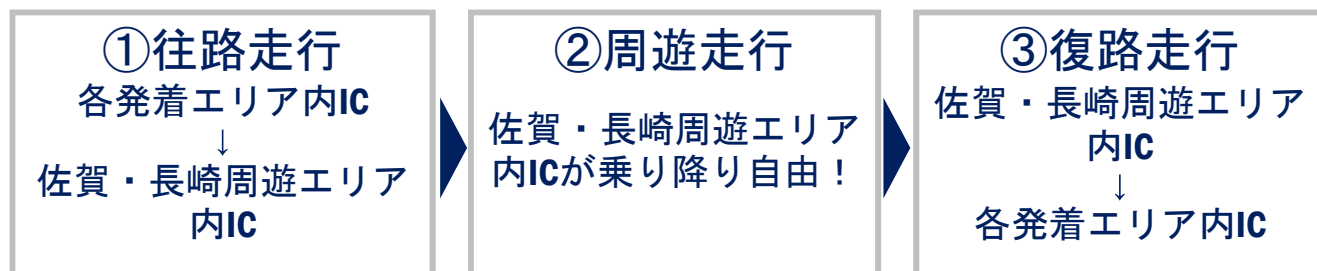 ①往路走行
各発着エリア内IC
↓
佐賀・長崎周遊エリア
内IC
②周遊走行
佐賀・長崎周遊エリア
内ICが乗り降り自由！
③復路走行
佐賀・長崎周遊エリア
内IC
↓
各発着エリア内IC